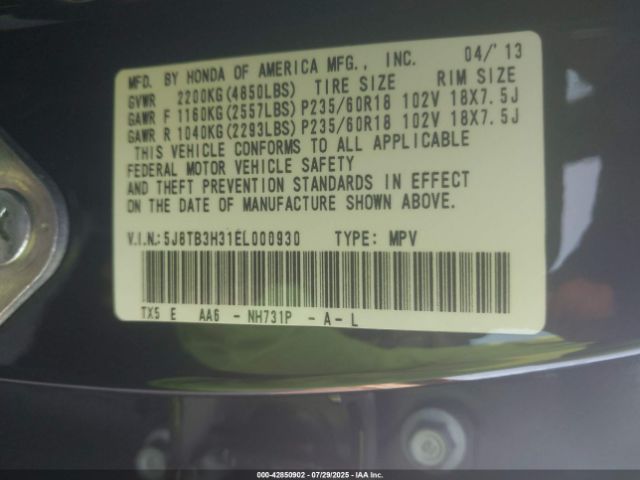 MFD. BY HONDA OF AMERICA MFG., INC. 04/'13
GVWR 2200KG(4850LBS) TIRE SIZE RIM SIZE
GAWR F 1160KG(2557LBS) P235/60R18 102V 18X7.5J
GAWR R 1040KG(2293LBS) P235/60R18 102V 18X7.5J
THIS VEHICLE CONFORMS TO ALL APPLICABLE
FEDERAL MOTOR VEHICLE SAFETY
AND THEFT PREVENTION STANDARDS IN EFFECT
ON THE DATE OF MANUFACTURE SHOWN ABOVE.
V.I.N.: 5J8TB3H31EL000930 TYPE: MPV
TX5 E AA6 - NH731P - A - L
000-42850902 | 07/29/2025 - IAA Inc.